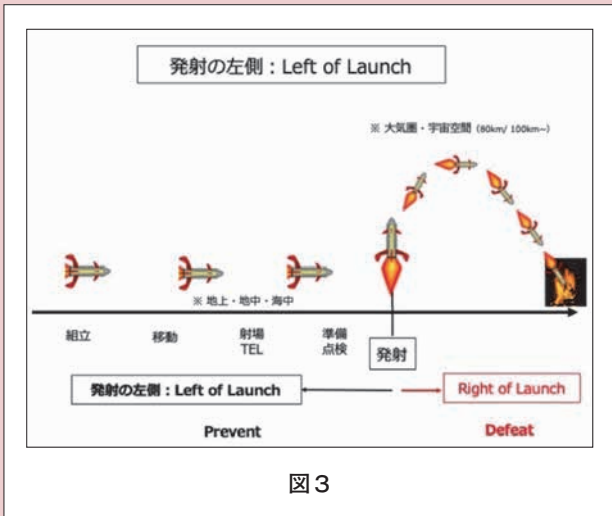 発射の左側：Left of Launch
※ 大気圏・宇宙空間（80km/ 100km~）
※ 地上・地中・海中
組立
移動
射場
TEL
準備
点検
発射
発射の左側：Left of Launch
Right of Launch
Prevent
Defeat
図３